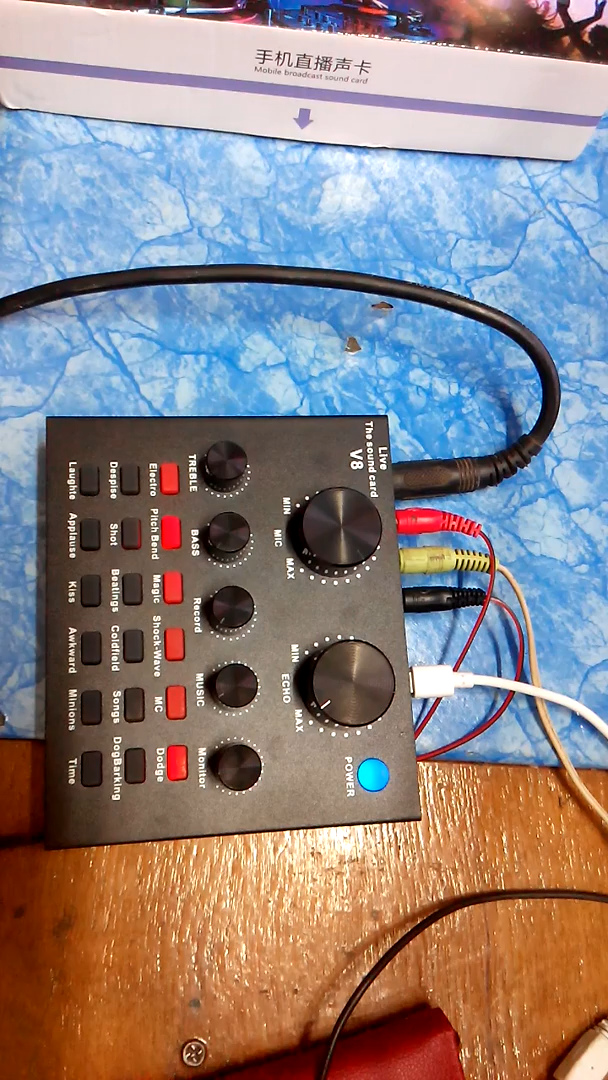 手机直播声卡
Mobile broadcast sound card
Live
The sound card
V8
MIN
MIC
MAX
MIN
ECHO
MAX
POWER
TREBLE
BASS
Record
MUSIC
Monitor
Electro
Pitch Bend
Magic
Shock-Wave
MC
Dodge
Despise
Shot
Beatings
Coldfield
Songs
DogBarking
Laughte
Applause
Kiss
Awkward
Minions
Time